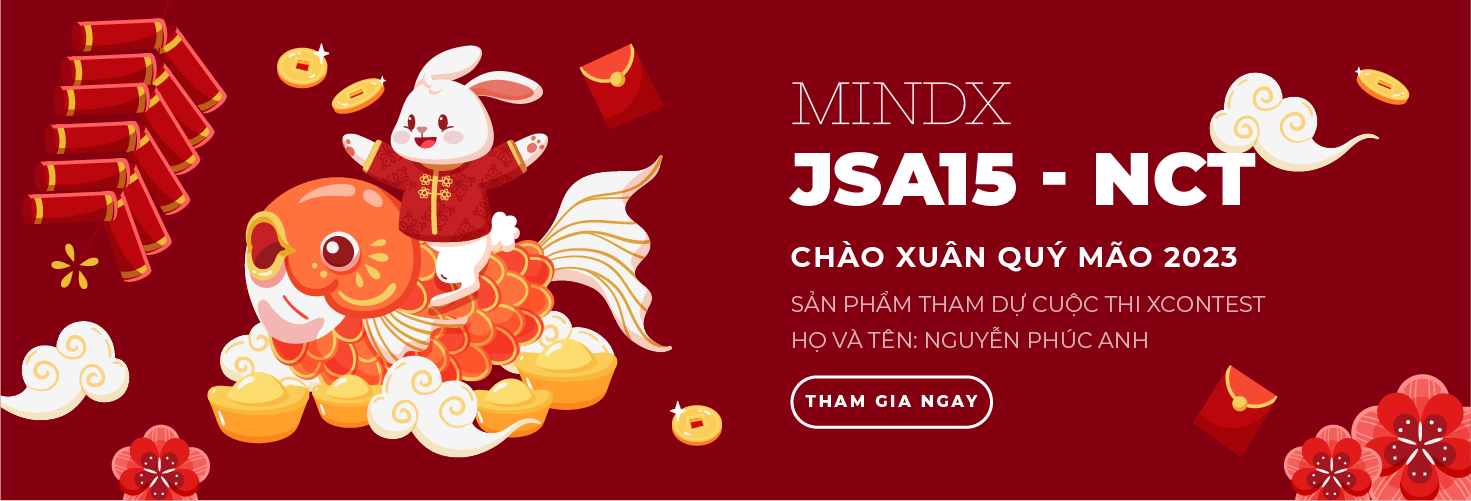 MINDX
JSA15 - NCT
CHÀO XUÂN QUÝ MÃO 2023
SẢN PHẨM THAM DỰ CUỘC THI XCONTEST
HỌ VÀ TÊN: NGUYỄN PHÚC ANH
THAM GIA NGAY